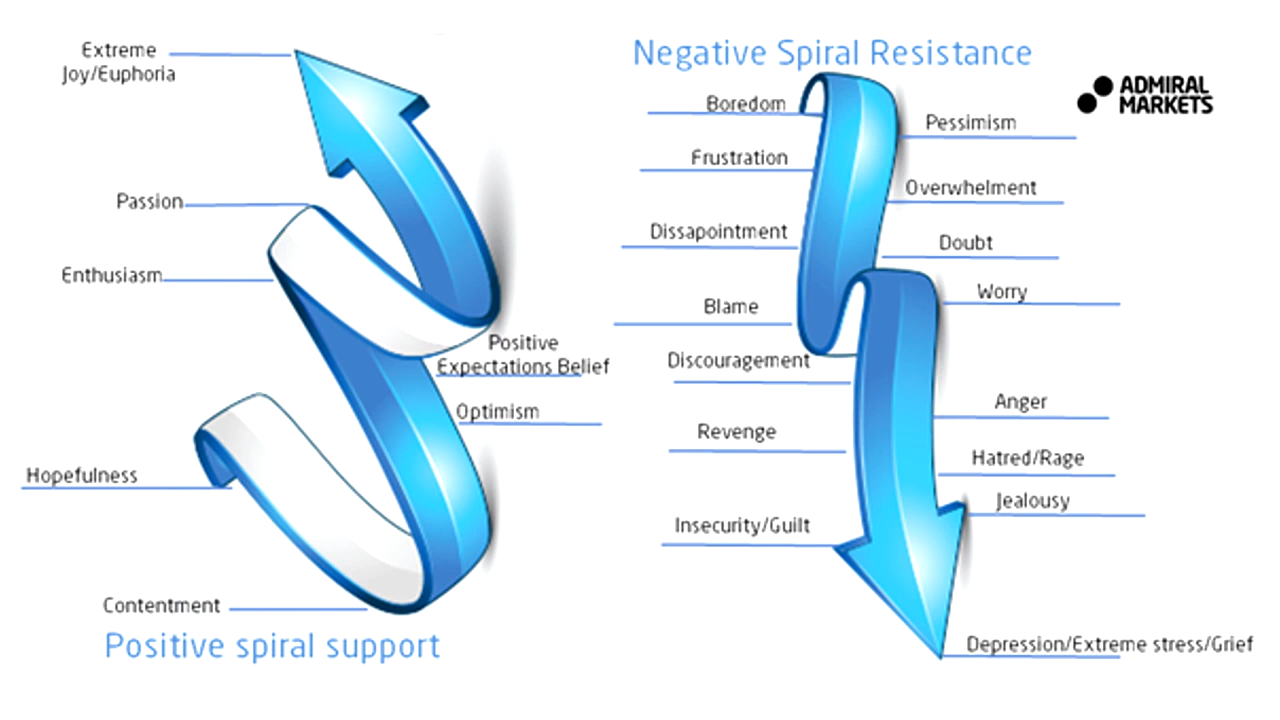 Extreme
Joy/Euphoria
Passion
Enthusiasm
Positive
Expectations Belief
Optimism
Hopefulness
Contentment
Positive spiral support
Negative Spiral Resistance
ADMIRAL
MARKETS
Boredom
Pessimism
Frustration
Overwhelment
Dissapointment
Doubt
Worry
Blame
Discouragement
Anger
Revenge
Hatred/Rage
Jealousy
Insecurity/Guilt
Depression/Extreme stress/Grief